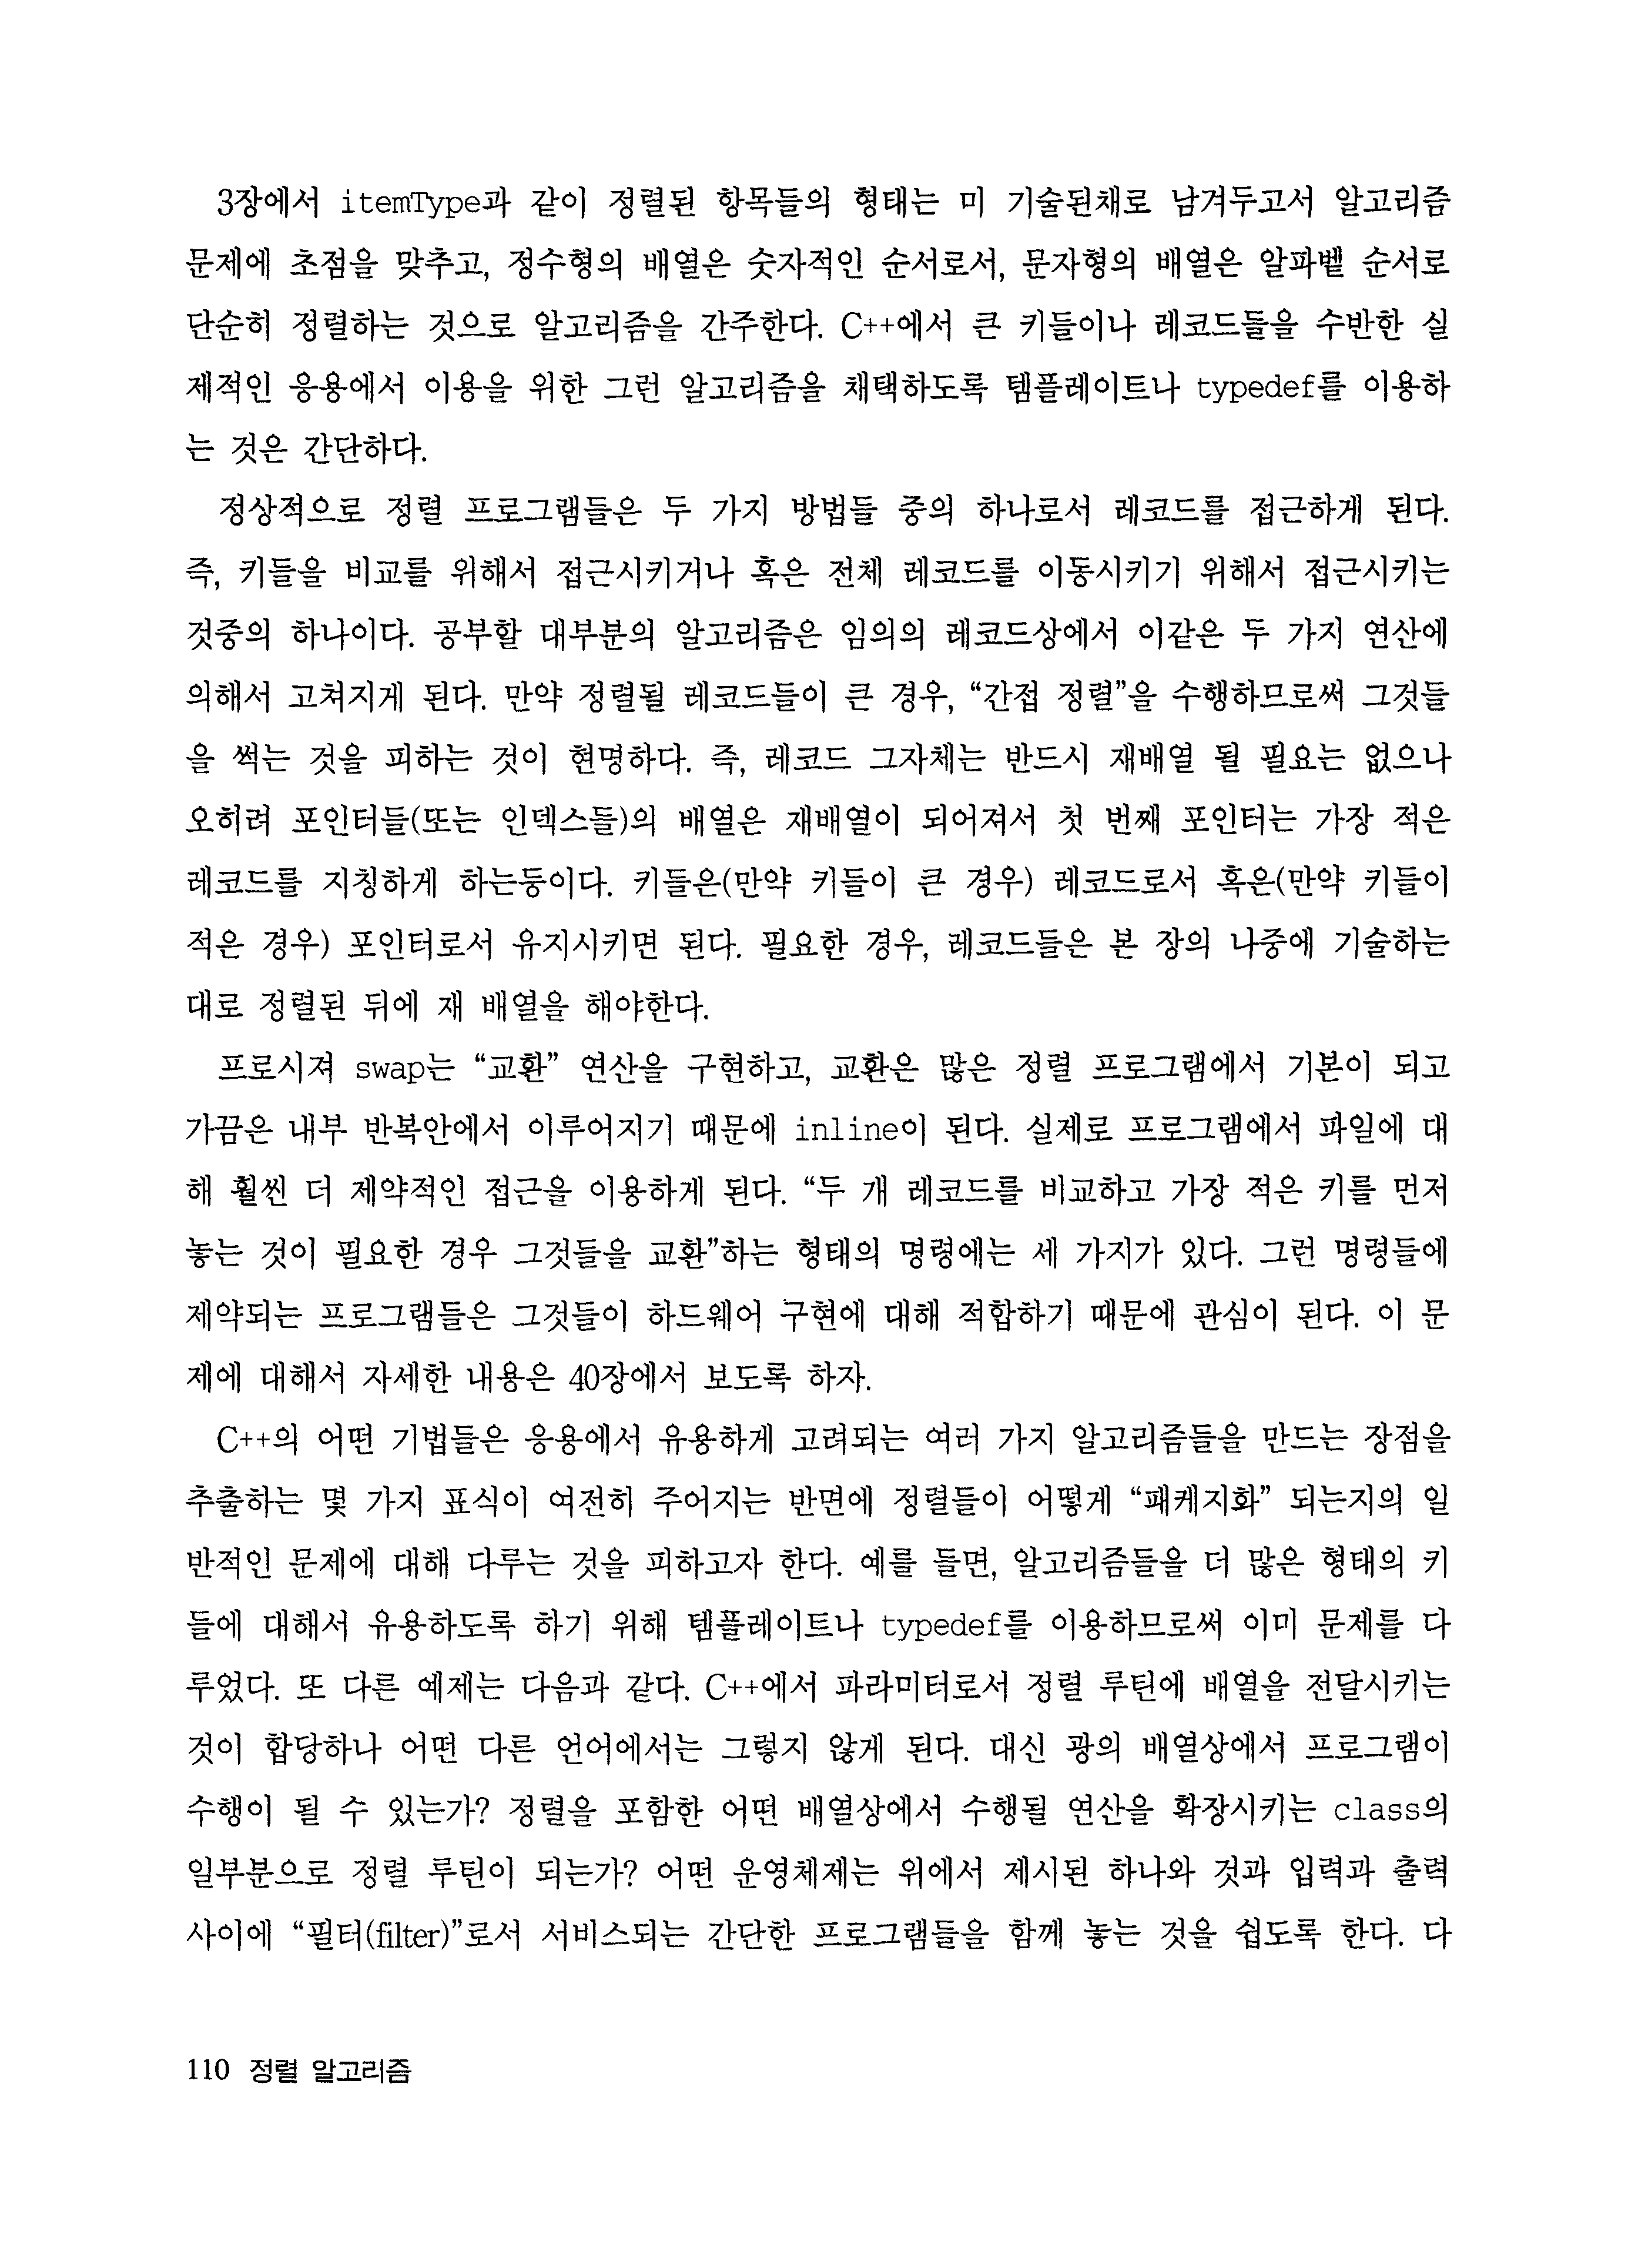 3장에서 itemType과 같이 정렬된 항목들의 형태는 미 기술된채로 남겨두고서 알고리즘
문제에 초점을 맞추고, 정수형의 배열은 숫자적인 순서로서, 문자형의 배열은 알파벨 순서로
단순히 정렬하는 것으로 알고리즘을 간주한다. C++에서 큰 키들이나 레코드들을 수반한 실
제적인 응용에서 이용을 위한 그런 알고리즘을 채택하도록 템플레이트나 typedef를 이용하
는 것은 간단하다.
정상적으로 정렬 프로그램들은 두 가지 방법들 중의 하나로서 레코드를 접근하게 된다.
즉, 키들을 비교를 위해서 접근시키거나 혹은 전체 레코드를 이동시키기 위해서 접근시키는
것중의 하나이다. 공부할 대부분의 알고리즘은 임의의 레코드상에서 이같은 두 가지 연산에
의해서 고쳐지게 된다. 만약 정렬될 레코드들이 큰 경우, “간접 정렬”을 수행하므로써 그것들
을 썩는 것을 피하는 것이 현명하다. 즉, 레코드 그자체는 반드시 재배열 될 필요는 없으나
오히려 포인터들(또는 인덱스들)의 배열은 재배열이 되어져서 첫 번째 포인터는 가장 적은
레코드를 지칭하게 하는등이다. 키들은(만약 키들이 큰 경우) 레코드로서 혹은(만약 키들이
적은 경우) 포인터로서 유지시키면 된다. 필요한 경우, 레코드들은 본 장의 나중에 기술하는
대로 정렬된 뒤에 재 배열을 해야한다.
프로시져 swap는 “교환” 연산을 구현하고, 교환은 많은 정렬 프로그램에서 기본이 되고
가끔은 내부 반복안에서 이루어지기 때문에 inline이 된다. 실제로 프로그램에서 파일에 대
해 훨씬 더 제약적인 접근을 이용하게 된다. “두 개 레코드를 비교하고 가장 적은 키를 먼저
놓는 것이 필요한 경우 그것들을 교환”하는 형태의 명령에는 세 가지가 있다. 그런 명령들에
제약되는 프로그램들은 그것들이 하드웨어 구현에 대해 적합하기 때문에 관심이 된다. 이 문
제에 대해서 자세한 내용은 40장에서 보도록 하자.
C++의 어떤 기법들은 응용에서 유용하게 고려되는 여러 가지 알고리즘들을 만드는 장점을
추출하는 몇 가지 표식이 여전히 주어지는 반면에 정렬들이 어떻게 “패케지화” 되는지의 일
반적인 문제에 대해 다루는 것을 피하고자 한다. 예를 들면, 알고리즘들을 더 많은 형태의 키
들에 대해서 유용하도록 하기 위해 템플레이트나 typedef를 이용하므로써 이미 문제를 다
루었다. 또 다른 예제는 다음과 같다. C++에서 파라미터로서 정렬 루틴에 배열을 전달시키는
것이 합당하나 어떤 다른 언어에서는 그렇지 않게 된다. 대신 광의 배열상에서 프로그램이
수행이 될 수 있는가? 정렬을 포함한 어떤 배열상에서 수행될 연산을 확장시키는 class의
일부분으로 정렬 루틴이 되는가? 어떤 운영체제는 위에서 제시된 하나와 것과 입력과 출력
사이에 “필터(filter)”로서 서비스되는 간단한 프로그램들을 함께 놓는 것을 쉽도록 한다. 다
110 정렬 알고리즘